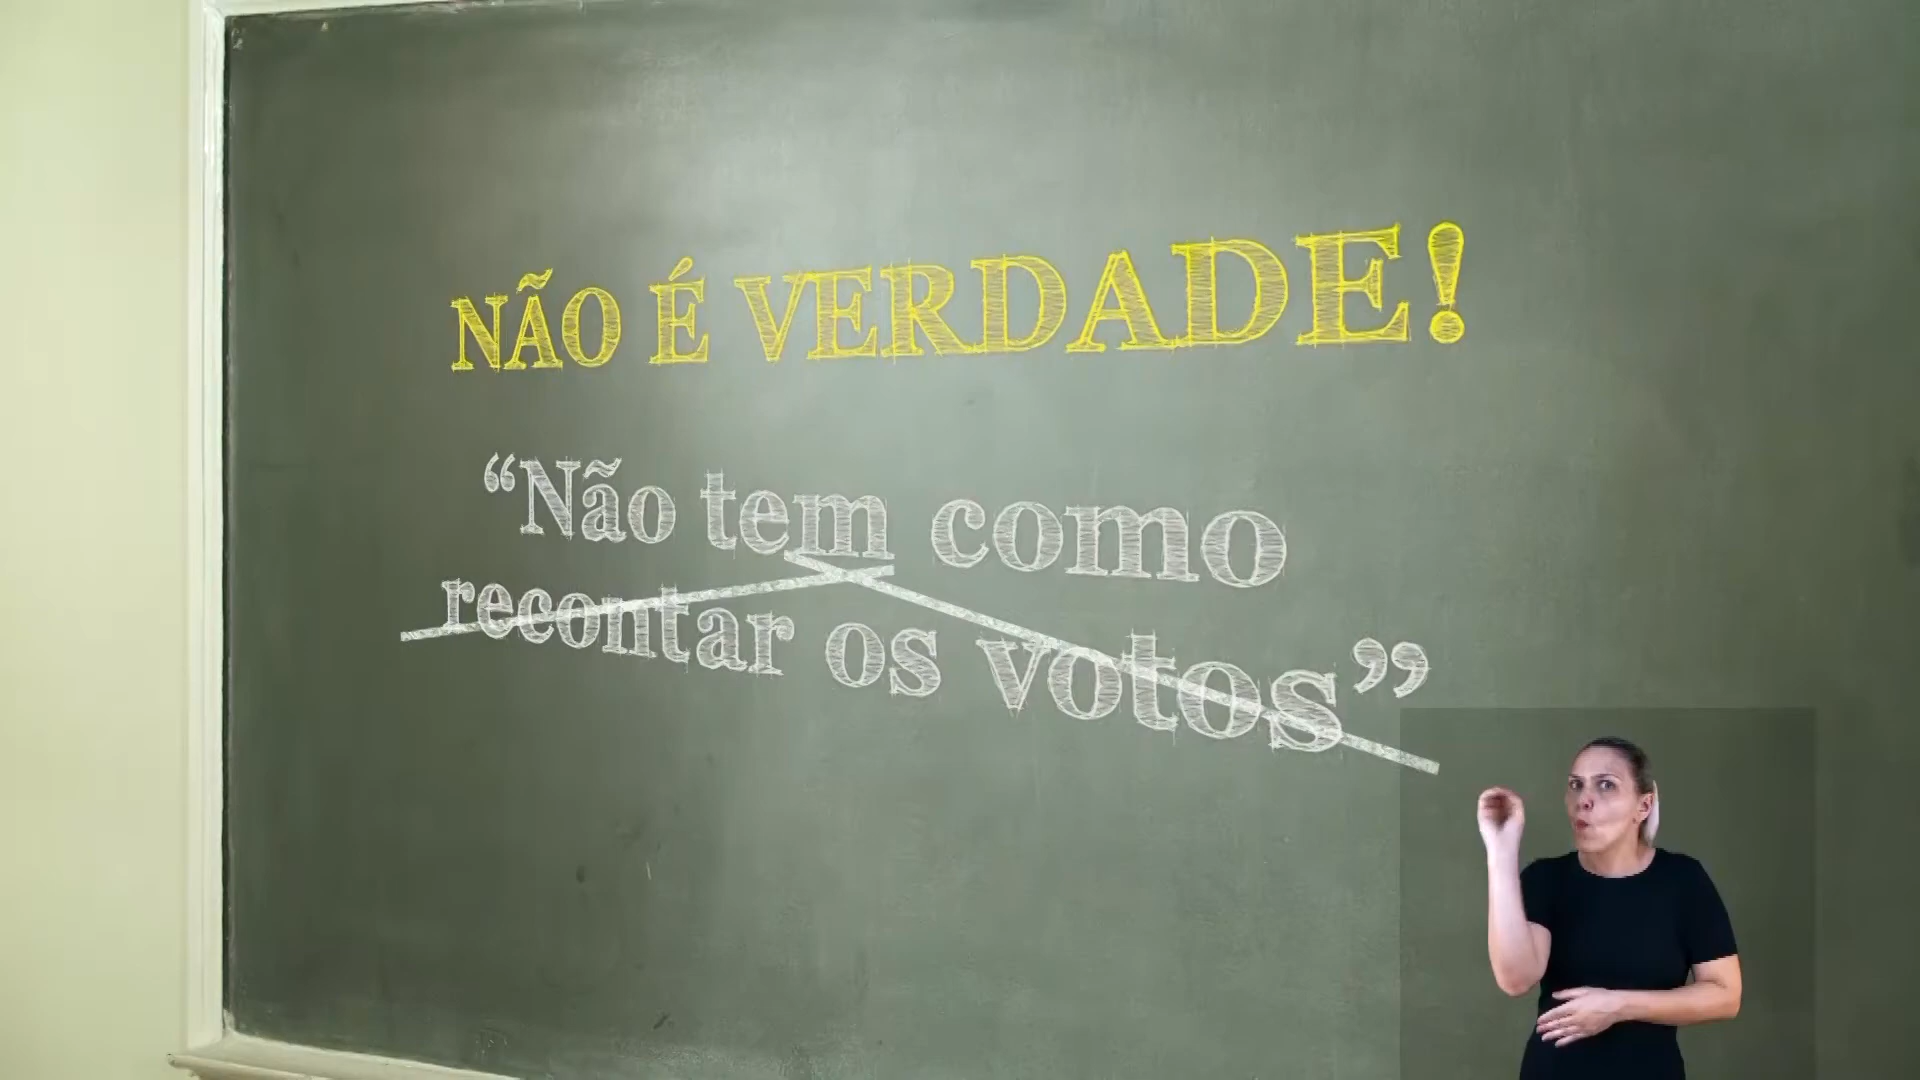 NÃO É VERDADE!
“Não tem como
recontar os votos”